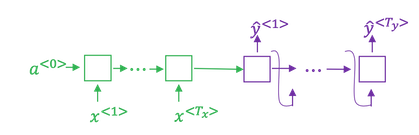 ŷ<1> ŷ<Ty>
a<0> ... ...
x<1> x<Tx>